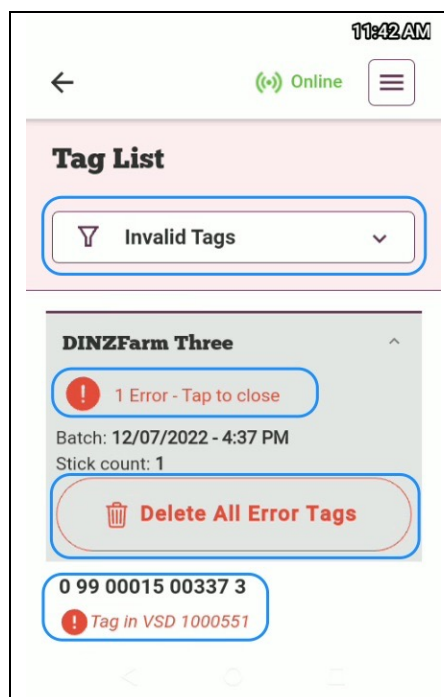 11:42 AM
Online
Tag List
Invalid Tags
DINZFarm Three
1 Error - Tap to close
Batch: 12/07/2022 - 4:37 PM
Stick count: 1
Delete All Error Tags
0 99 00015 00337 3
Tag in VSD 1000551